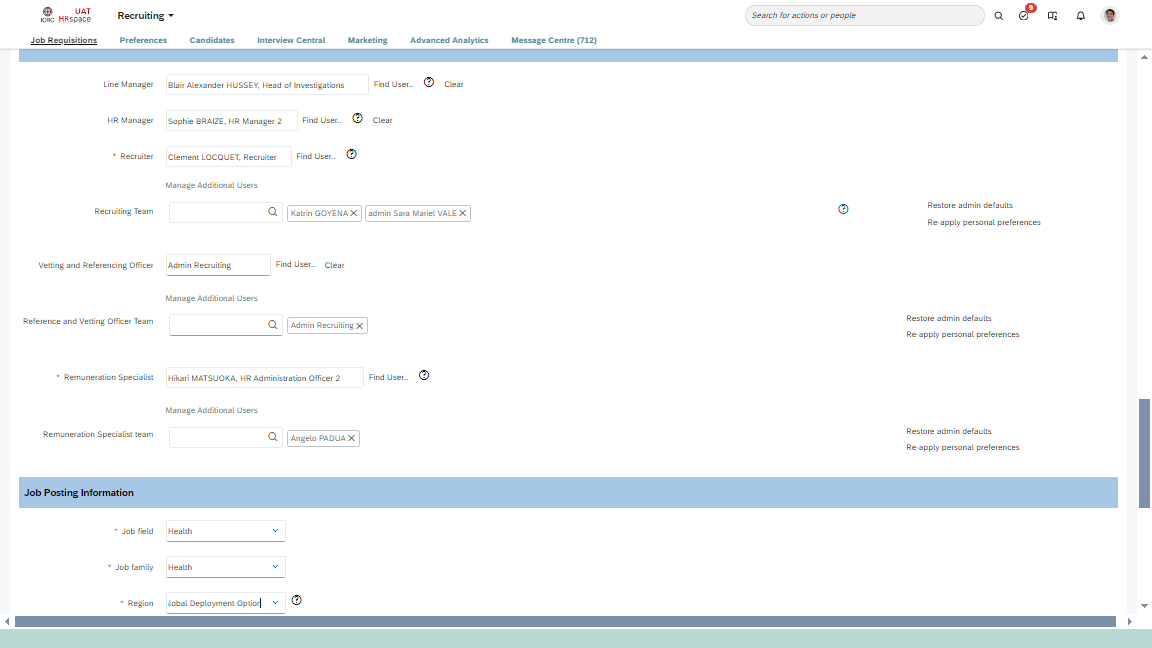 ICRC UAT HRspace
Recruiting
Search for actions or people
9
Job Requisitions Preferences Candidates Interview Central Marketing Advanced Analytics Message Centre (712)
Line Manager Blair Alexander HUSSEY, Head of Investigations Find User.. Clear
HR Manager Sophie BRAIZE, HR Manager 2 Find User.. Clear
* Recruiter Clement LOCQUET, Recruiter Find User..
Manage Additional Users
Recruiting Team Katrin GOYENA admin Sara Mariel VALE
Restore admin defaults
Re-apply personal preferences
Vetting and Referencing Officer Admin Recruiting Find User.. Clear
Manage Additional Users
Reference and Vetting Officer Team Admin Recruiting
Restore admin defaults
Re-apply personal preferences
* Remuneration Specialist Hikari MATSUOKA, HR Administration Officer 2 Find User..
Manage Additional Users
Remuneration Specialist team Angelo PADUA
Restore admin defaults
Re-apply personal preferences
Job Posting Information
* Job field Health
* Job family Health
* Region lobal Deployment Option